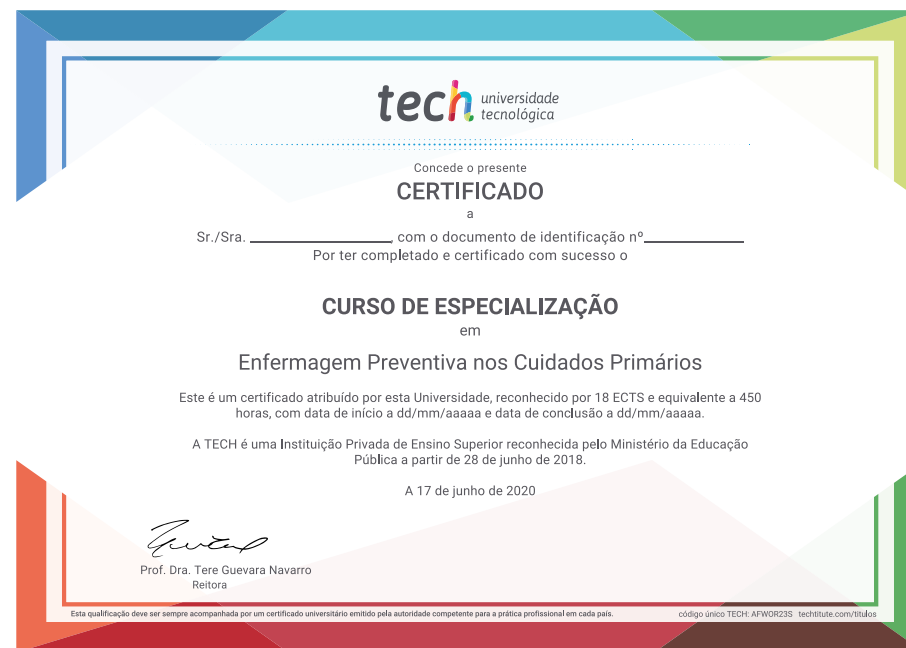 tech universidade
tecnológica
Concede o presente
CERTIFICADO
a
Sr./Sra. ____________________, com o documento de identificação nº______________
Por ter completado e certificado com sucesso o
CURSO DE ESPECIALIZAÇÃO
em
Enfermagem Preventiva nos Cuidados Primários
Este é um certificado atribuído por esta Universidade, reconhecido por 18 ECTS e equivalente a 450
horas, com data de início a dd/mm/aaaaa e data de conclusão a dd/mm/aaaaa.
A TECH é uma Instituição Privada de Ensino Superior reconhecida pelo Ministério da Educação
Pública a partir de 28 de junho de 2018.
A 17 de junho de 2020
Prof. Dra. Tere Guevara Navarro
Reitora
Esta qualificação deve ser sempre acompanhada por um certificado universitário emitido pela autoridade competente para a prática profissional em cada país.
código único TECH: AFWOR23S techtitute.com/titulos